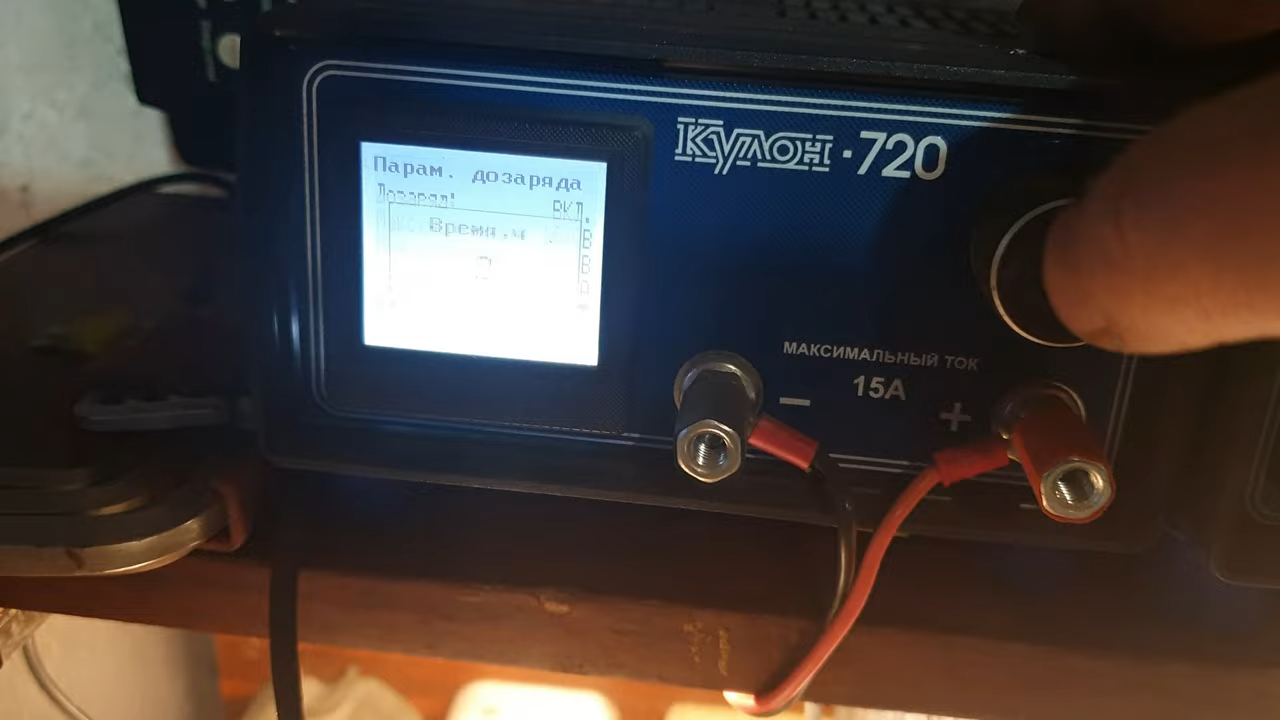 Парам. дозаряда
Дозаряд: ВКЛ.
Время,ч
В
В
А
КУЛОН-720
МАКСИМАЛЬНЫЙ ТОК
15А
− +